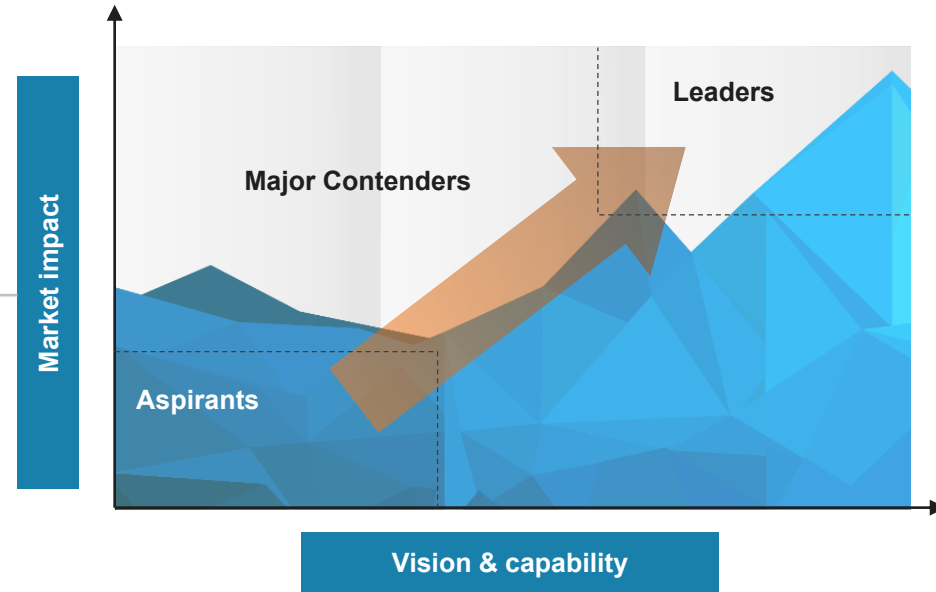 Leaders
Major Contenders
Market impact
Aspirants
Vision & capability